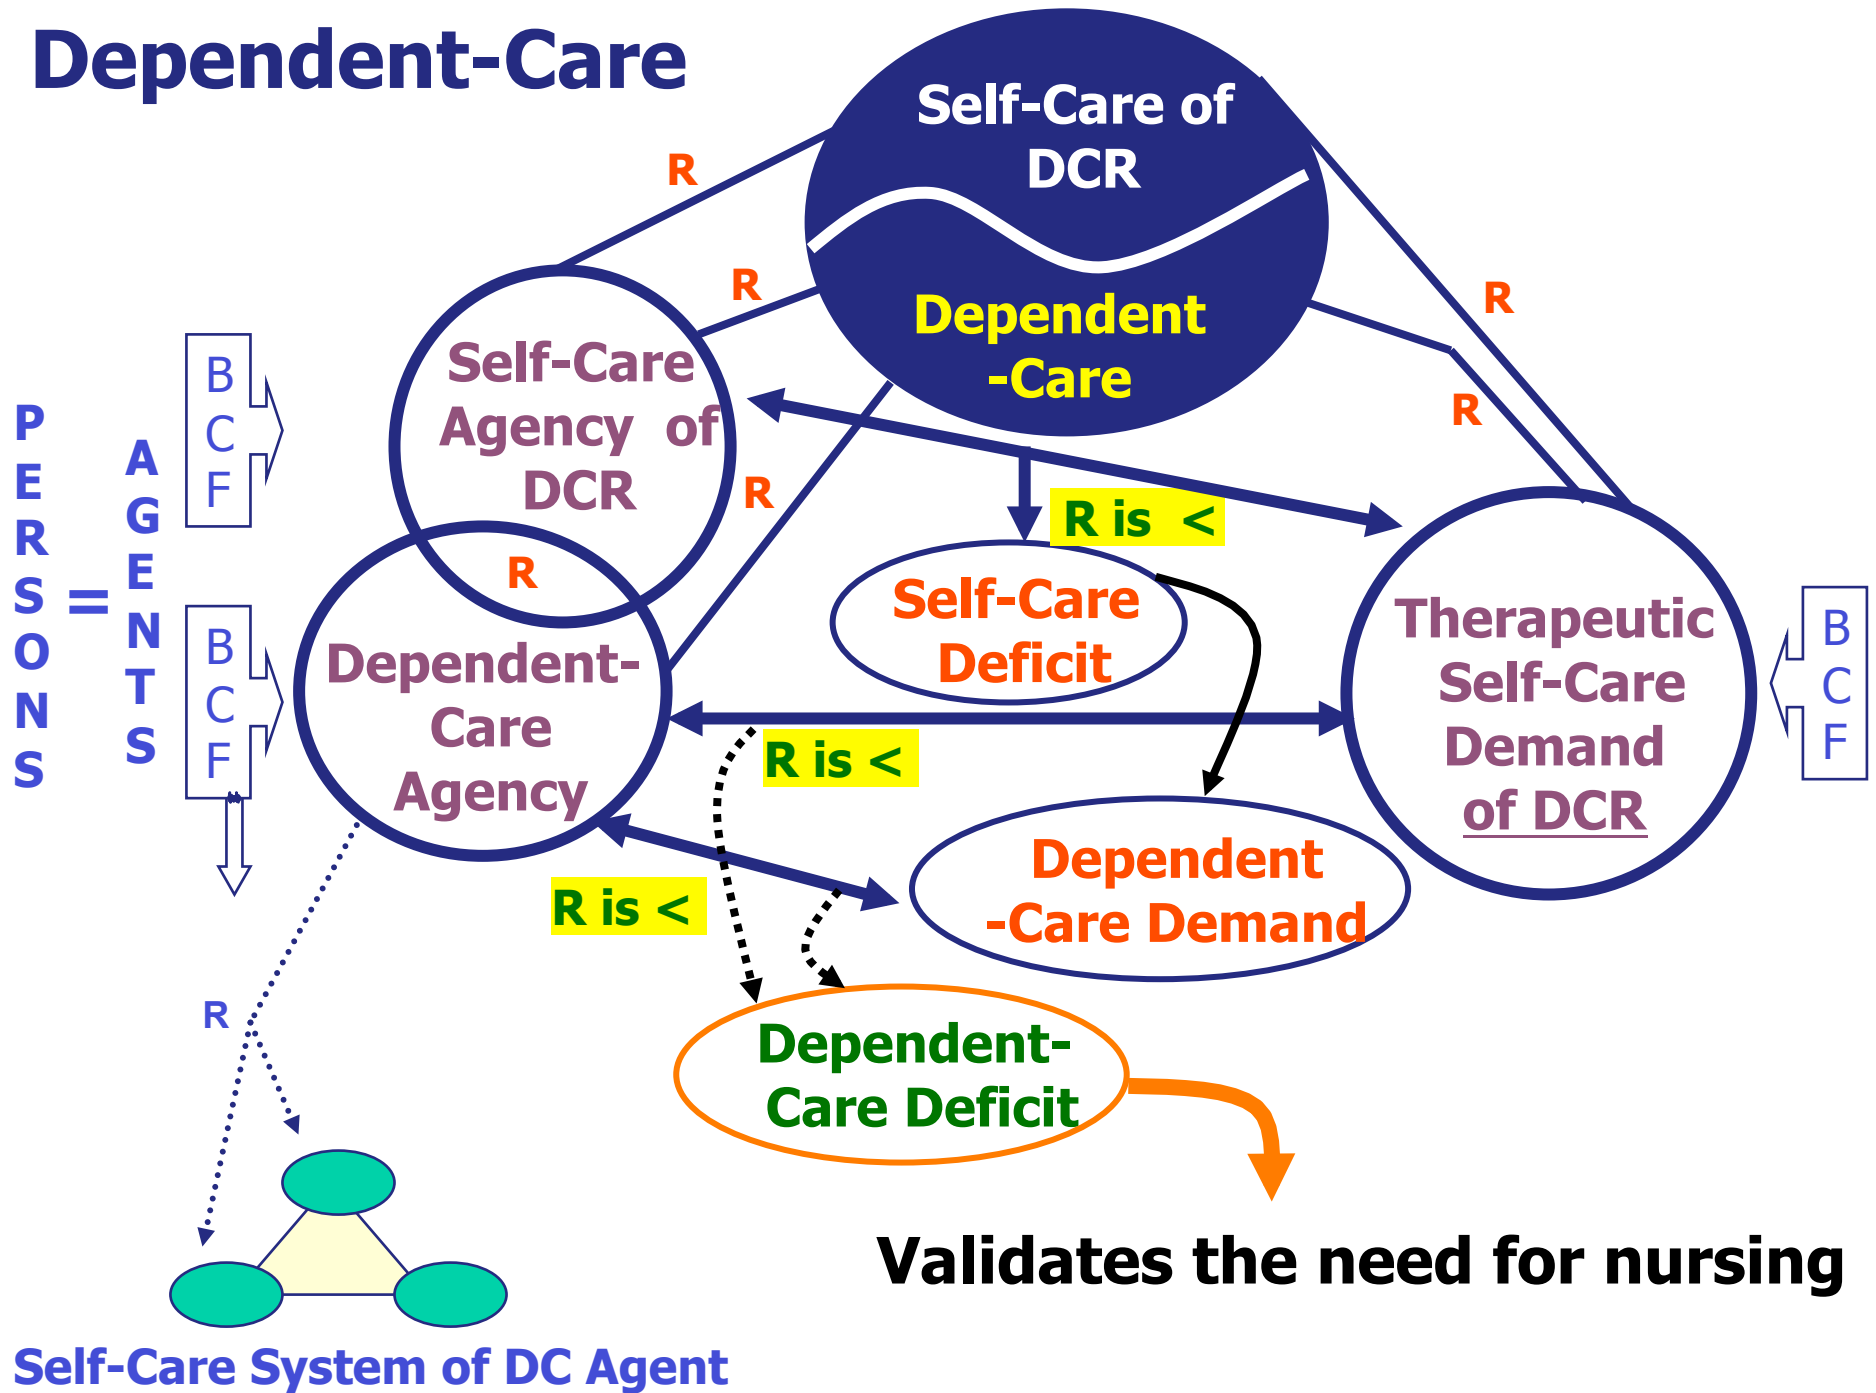 Dependent-Care
Self-Care of
DCR
Dependent
-Care
R
R
R
R
R
Self-Care
Agency of
DCR
R
Dependent-
Care
Agency
B
C
F
B
C
F
P
E
R
S
O
N
S
=
A
G
E
N
T
S
R is <
Self-Care
Deficit
Therapeutic
Self-Care
Demand
of DCR
B
C
F
R is <
R is <
Dependent
-Care Demand
Dependent-
Care Deficit
R
Validates the need for nursing
Self-Care System of DC Agent